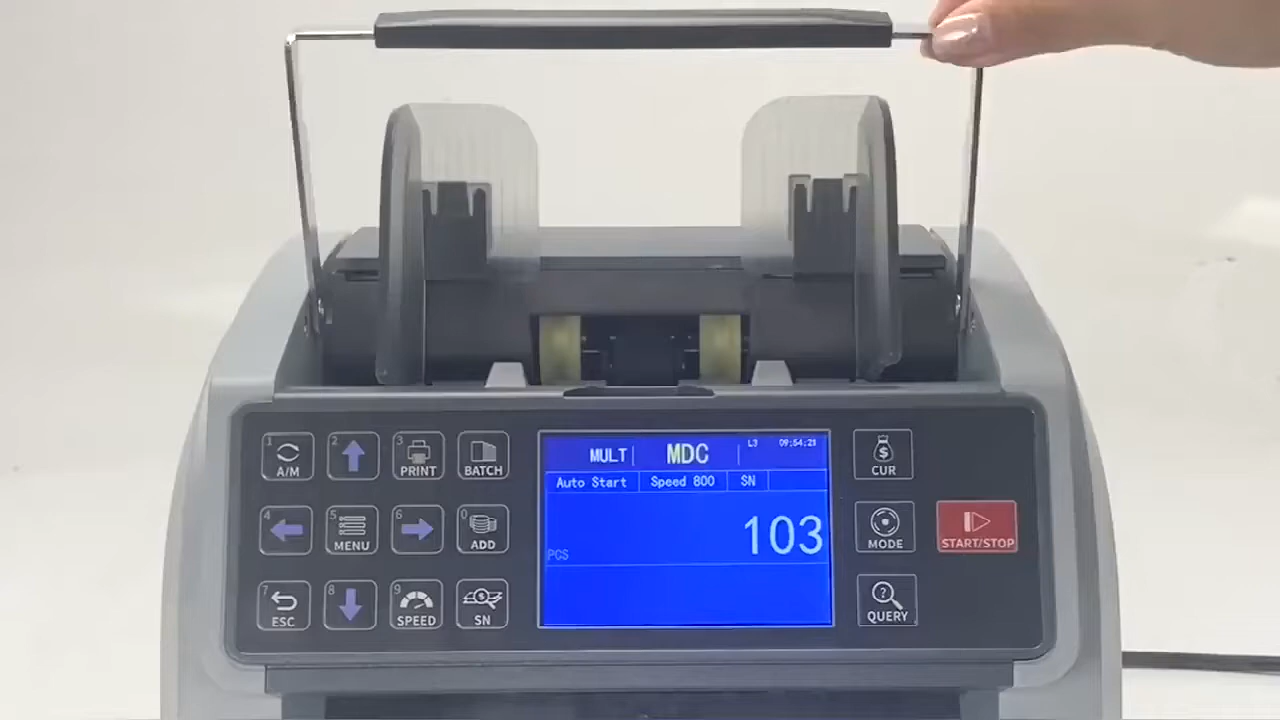 1 A/M
2
3 PRINT
BATCH
4
5 MENU
6
0 ADD
7 ESC
8
9 SPEED
SN
MULT MDC L3 09:54:21
Auto Start Speed 800 SN
103
PCS
CUR
MODE
START/STOP
QUERY